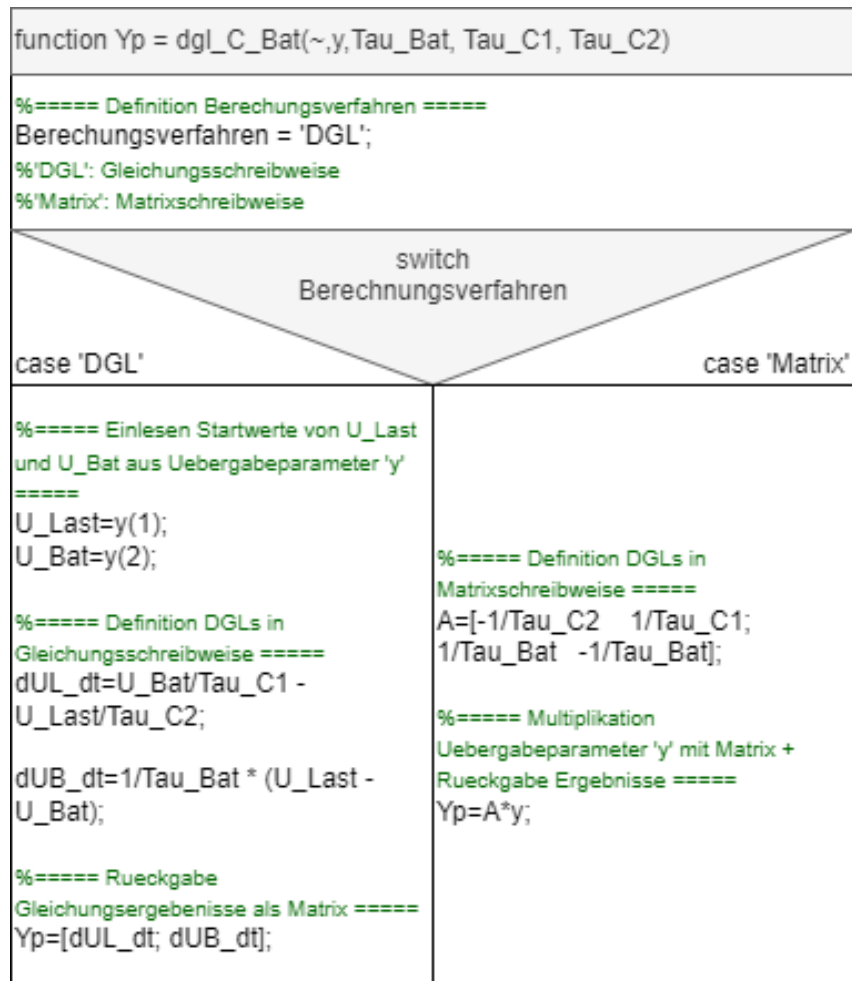 function Yp = dgl_C_Bat(~,y,Tau_Bat, Tau_C1, Tau_C2)
%===== Definition Berechungsverfahren =====
Berechungsverfahren = 'DGL';
%'DGL': Gleichungsschreibweise
%'Matrix': Matrixschreibweise
switch
Berechnungsverfahren
case 'DGL'
case 'Matrix'
%===== Einlesen Startwerte von U_Last
und U_Bat aus Uebergabeparameter 'y'
=====
U_Last=y(1);
U_Bat=y(2);
%===== Definition DGLs in
Gleichungsschreibweise =====
dUL_dt=U_Bat/Tau_C1 -
U_Last/Tau_C2;
dUB_dt=1/Tau_Bat * (U_Last -
U_Bat);
%===== Rueckgabe
Gleichungsergebenisse als Matrix =====
Yp=[dUL_dt; dUB_dt];
%===== Definition DGLs in
Matrixschreibweise =====
A=[-1/Tau_C2 1/Tau_C1;
1/Tau_Bat -1/Tau_Bat];
%===== Multiplikation
Uebergabeparameter 'y' mit Matrix +
Rueckgabe Ergebnisse =====
Yp=A*y;